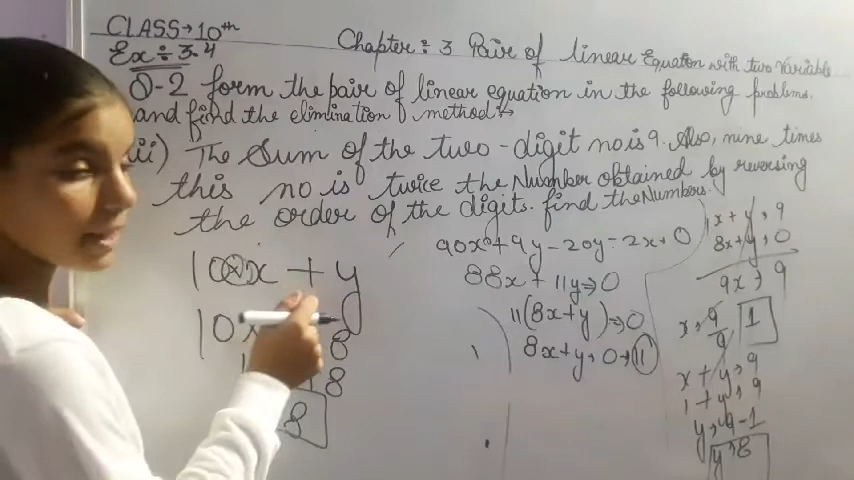 CLASS→10th
Ex÷3.4
Chapter÷3 Pair of linear Equation with two Variable
Q-2 form the pair of linear equation in the following problems.
and find the elimination of method
ii) The Sum of the two-digit no is 9. Also, nine times
this no is twice the Number obtained by reversing
the order of the digits. find the Numbers.
10×x + y
10×
8
8
8
90x+9y-20y-2x+0
88x+11y⇒0
11(8x+y)⇒0
8x+y,0→11
x+y,9
8x+y,0
9x,9
x,9/9 1
x+y,9
1+y,9
y,9-1
y,8